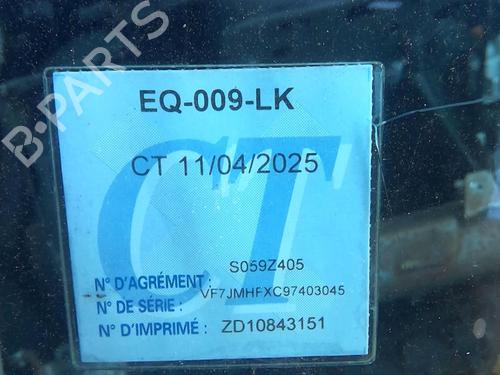 B-PARTS
EQ-009-LK
CT 11/04/2025
CT
N° D'AGRÉMENT : S059Z405
N° DE SÉRIE : VF7JMHFXC97403045
N° D'IMPRIMÉ : ZD10843151